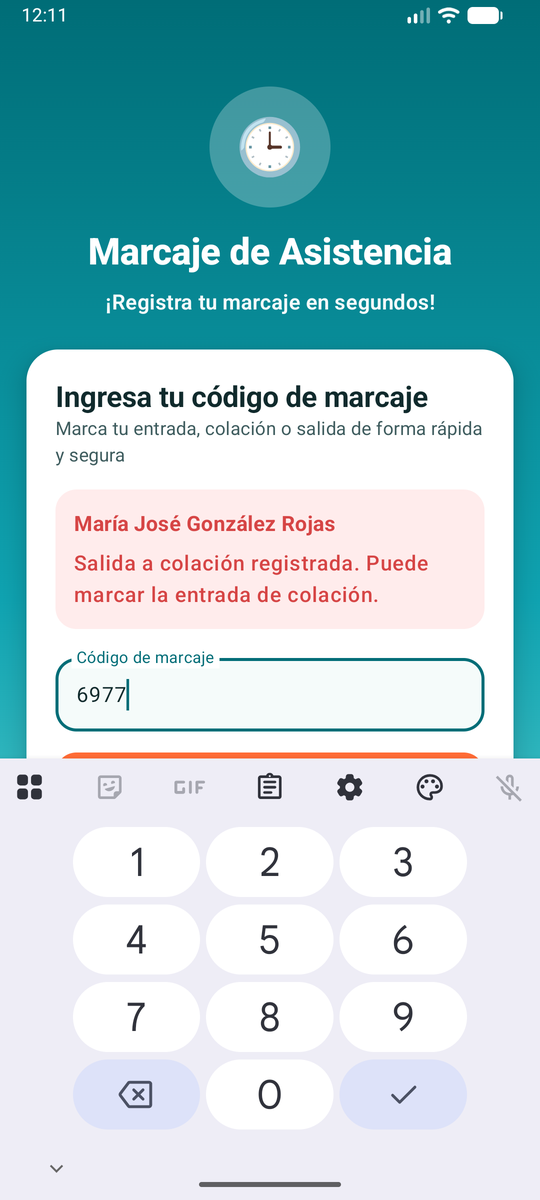 12:11
Marcaje de Asistencia
¡Registra tu marcaje en segundos!
Ingresa tu código de marcaje
Marca tu entrada, colación o salida de forma rápida
y segura
María José González Rojas
Salida a colación registrada. Puede
marcar la entrada de colación.
Código de marcaje
6977
GIF
1 2 3
4 5 6
7 8 9
0